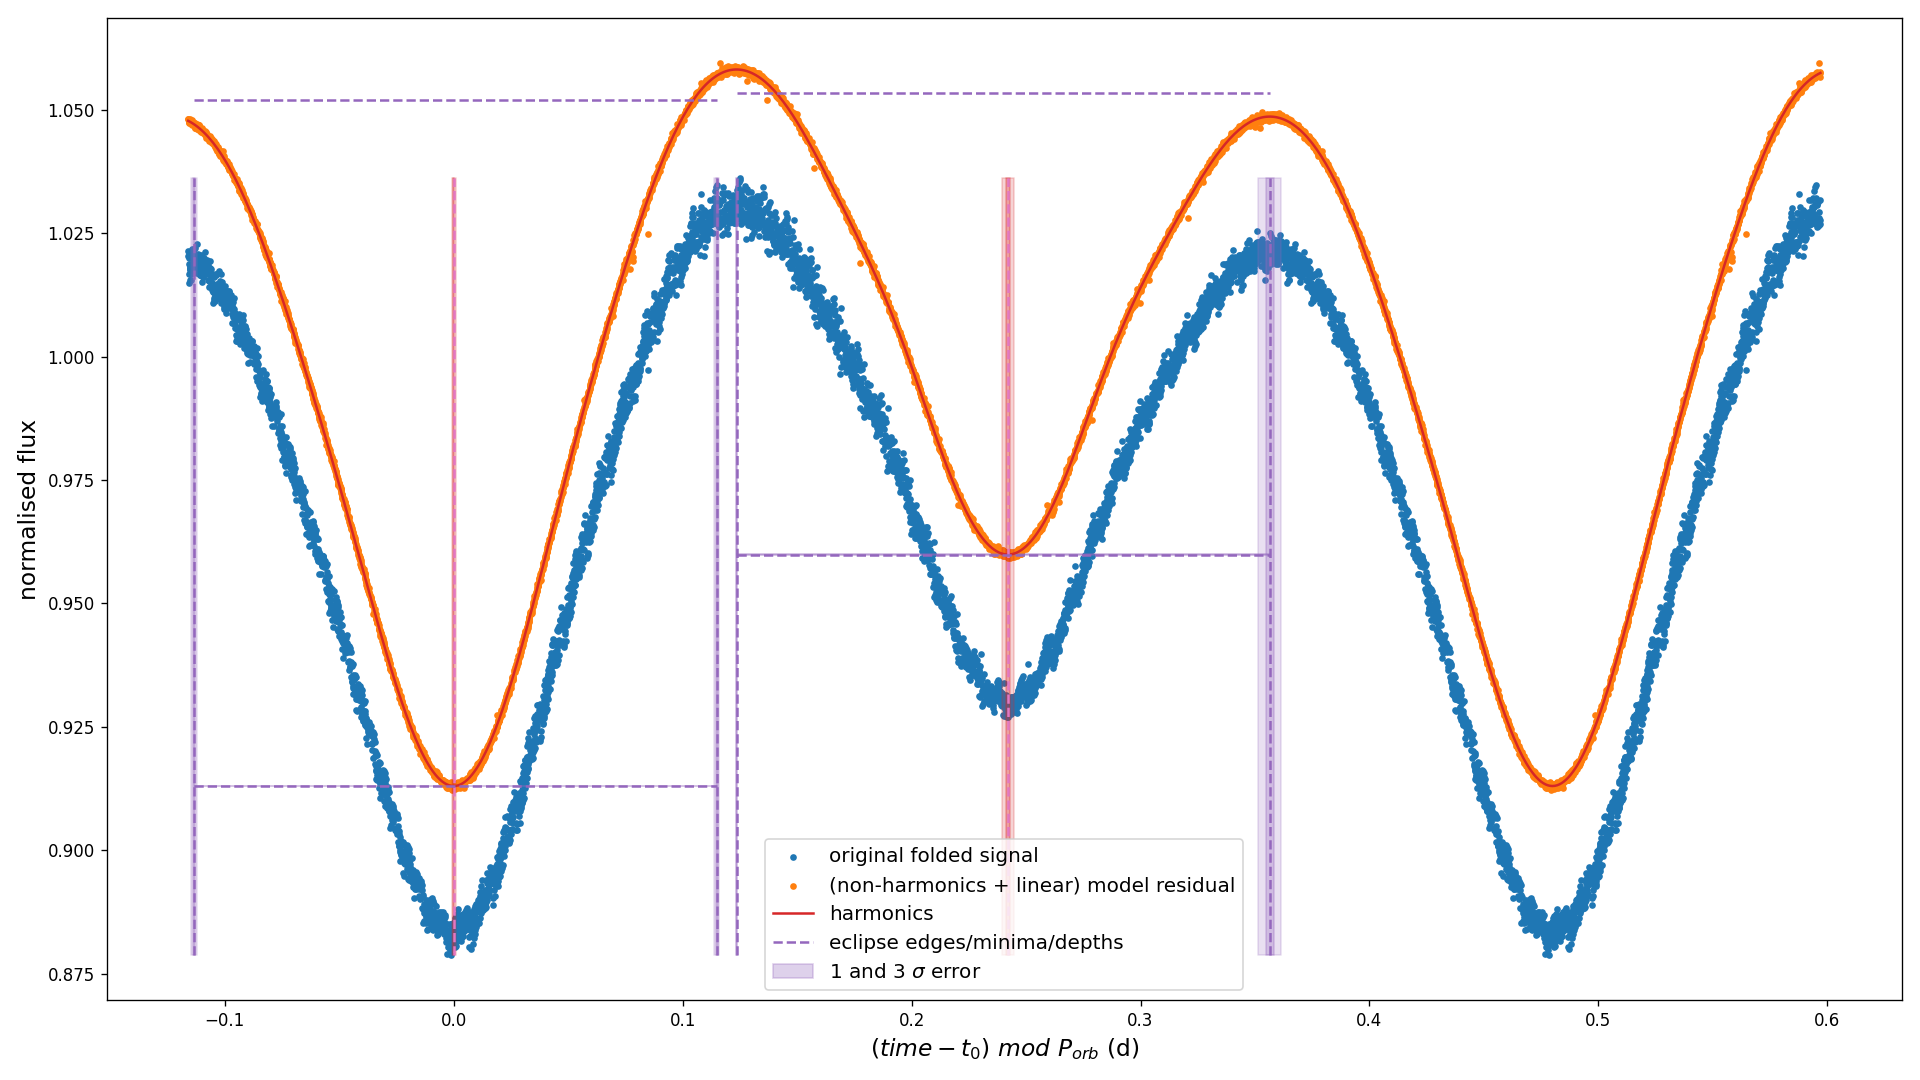 normalised flux
1.050
1.025
1.000
0.975
0.950
0.925
0.900
0.875
−0.1
0.0
0.1
0.2
0.3
0.4
0.5
0.6
(time − t₀) mod Pₒᵣb (d)
original folded signal
(non-harmonics + linear) model residual
harmonics
eclipse edges/minima/depths
1 and 3 σ error